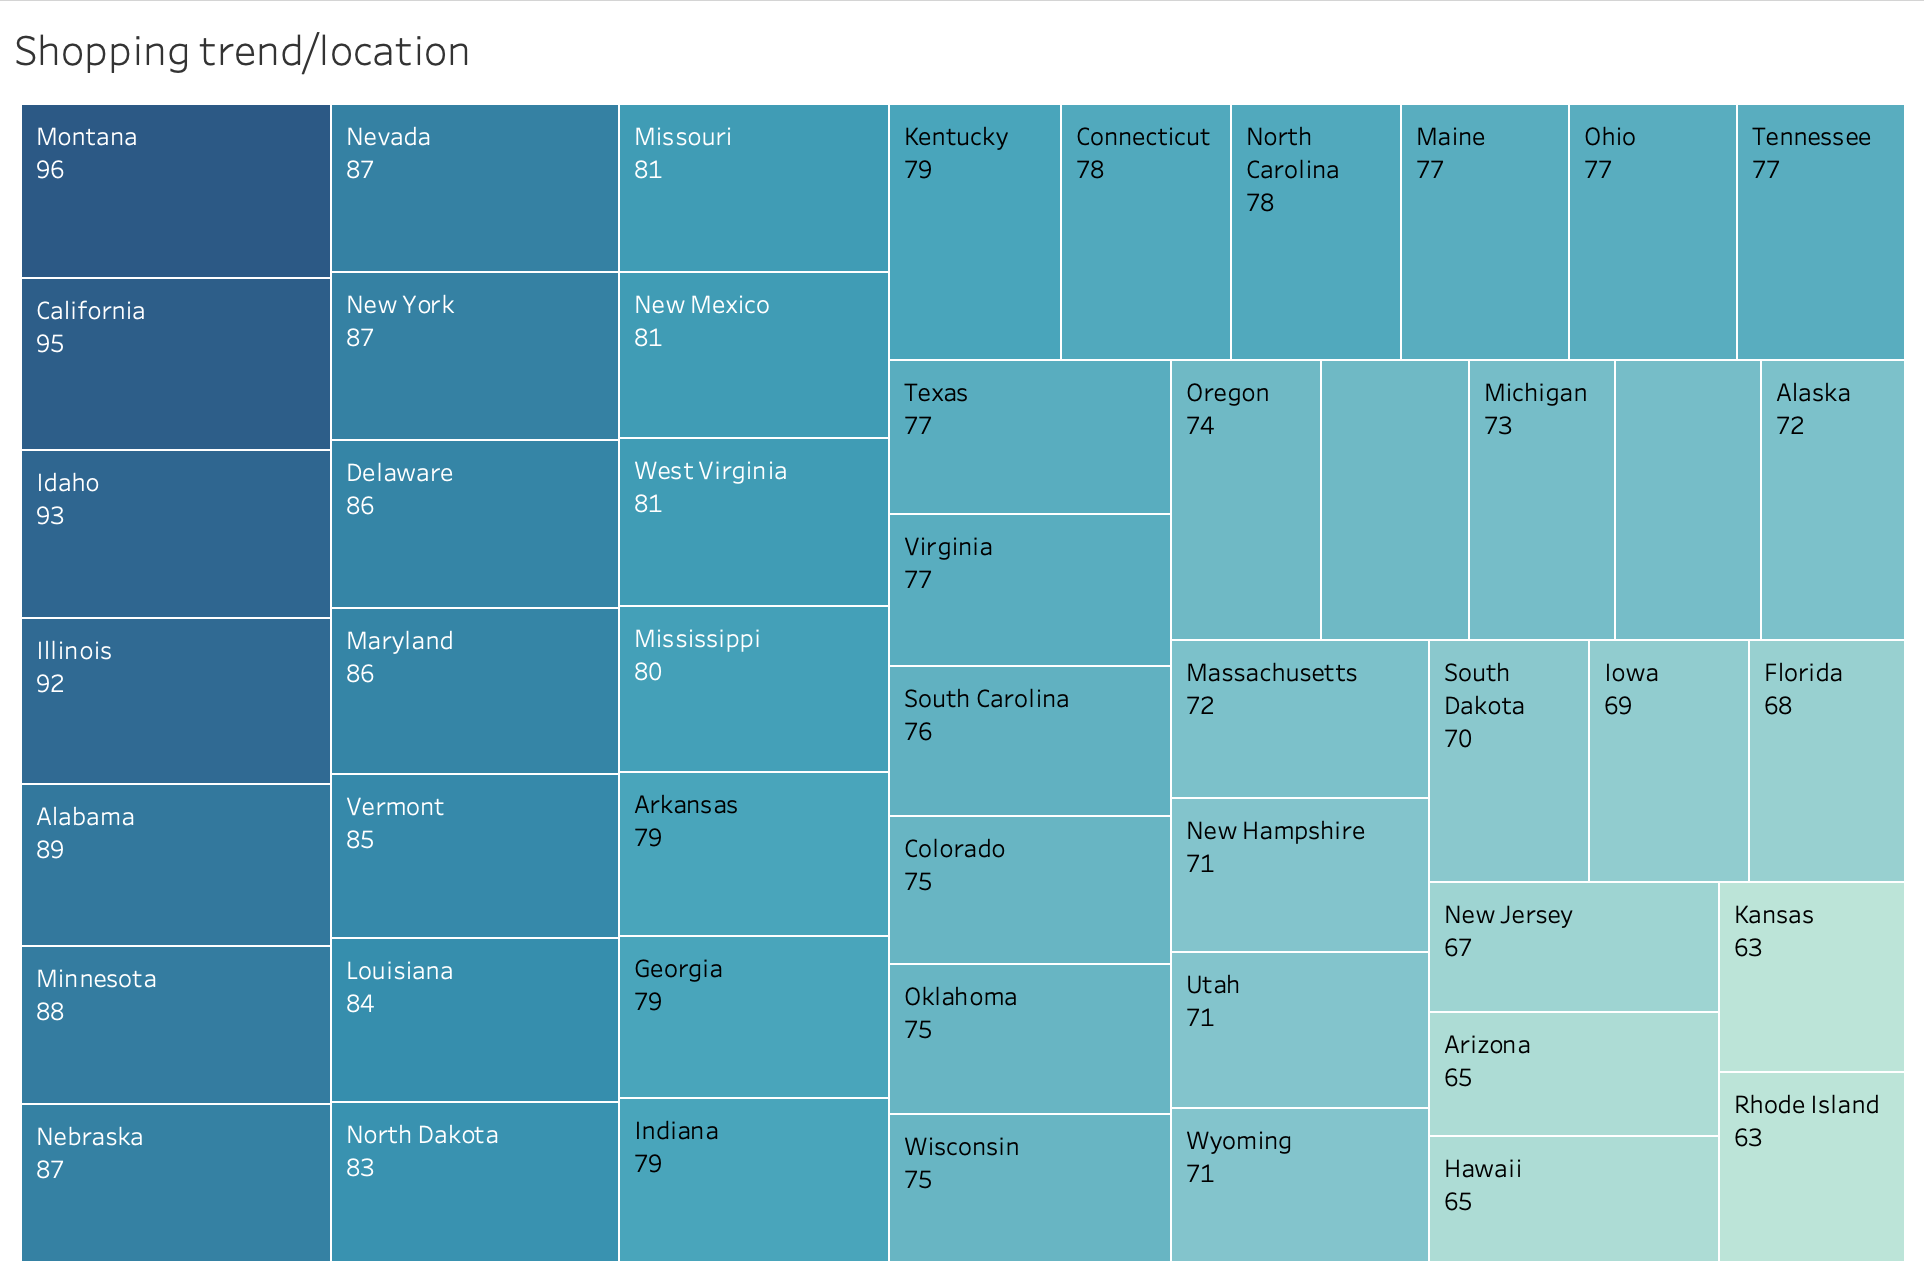 Shopping trend/location
Montana
96
California
95
Idaho
93
Illinois
92
Alabama
89
Minnesota
88
Nebraska
87
Nevada
87
New York
87
Delaware
86
Maryland
86
Vermont
85
Louisiana
84
North Dakota
83
Missouri
81
New Mexico
81
West Virginia
81
Mississippi
80
Arkansas
79
Georgia
79
Indiana
79
Kentucky
79
Connecticut
78
North
Carolina
78
Maine
77
Ohio
77
Tennessee
77
Texas
77
Virginia
77
South Carolina
76
Colorado
75
Oklahoma
75
Wisconsin
75
Oregon
74
Michigan
73
Alaska
72
Massachusetts
72
New Hampshire
71
Utah
71
Wyoming
71
South
Dakota
70
Iowa
69
Florida
68
New Jersey
67
Arizona
65
Hawaii
65
Kansas
63
Rhode Island
63